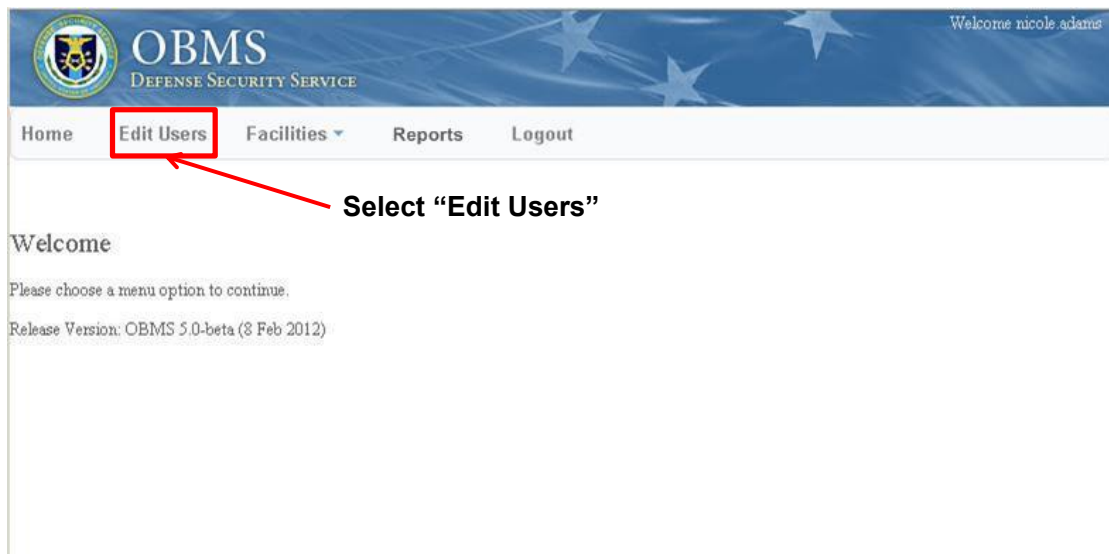 Welcome nicole.adams
OBMS
DEFENSE SECURITY SERVICE
Home Edit Users Facilities Reports Logout
Select “Edit Users”
Welcome
Please choose a menu option to continue.
Release Version: OBMS 5.0-beta (8 Feb 2012)